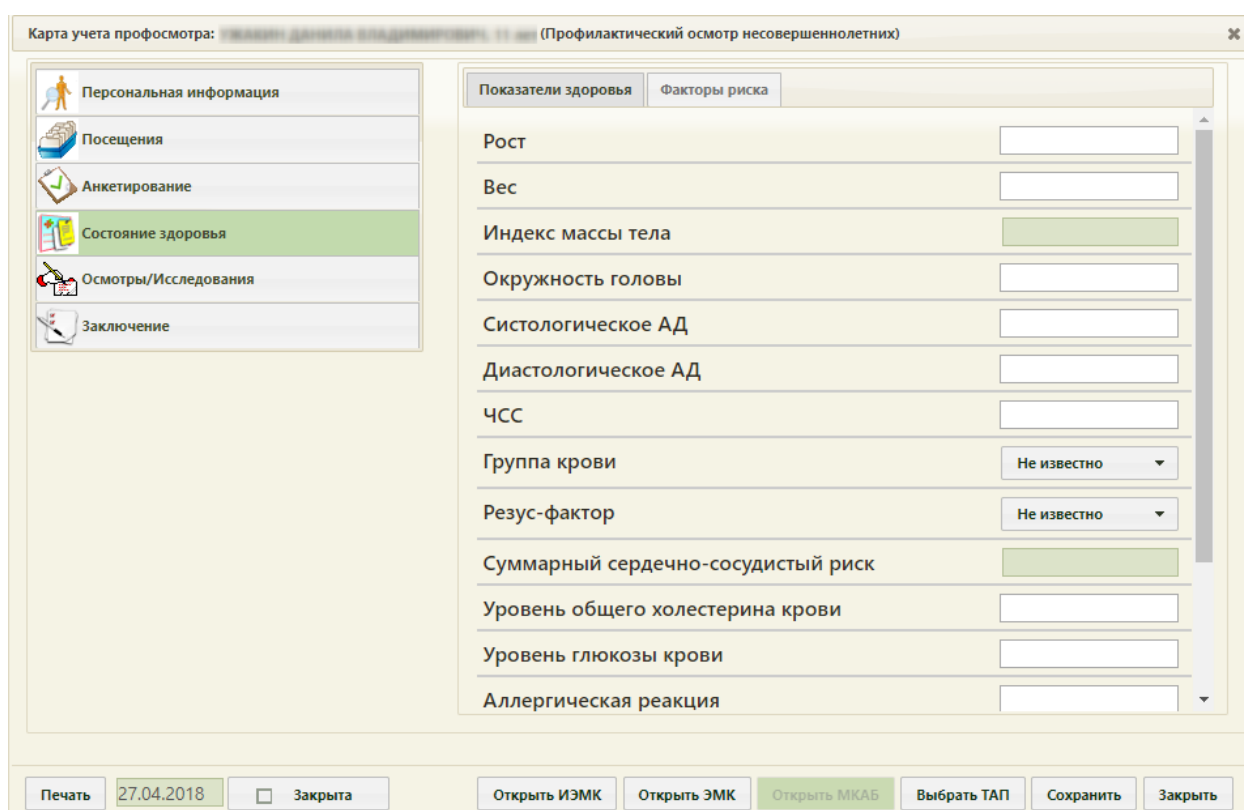 Карта учета профосмотра: (Профилактический осмотр несовершеннолетних)
Персональная информация
Посещения
Анкетирование
Состояние здоровья
Осмотры/Исследования
Заключение
Показатели здоровья Факторы риска
Рост
Вес
Индекс массы тела
Окружность головы
Систологическое АД
Диастологическое АД
ЧСС
Группа крови Не известно
Резус-фактор Не известно
Суммарный сердечно-сосудистый риск
Уровень общего холестерина крови
Уровень глюкозы крови
Аллергическая реакция
Печать 27.04.2018 Закрыта Открыть ИЭМК Открыть ЭМК Открыть МКАБ Выбрать ТАП Сохранить Закрыть